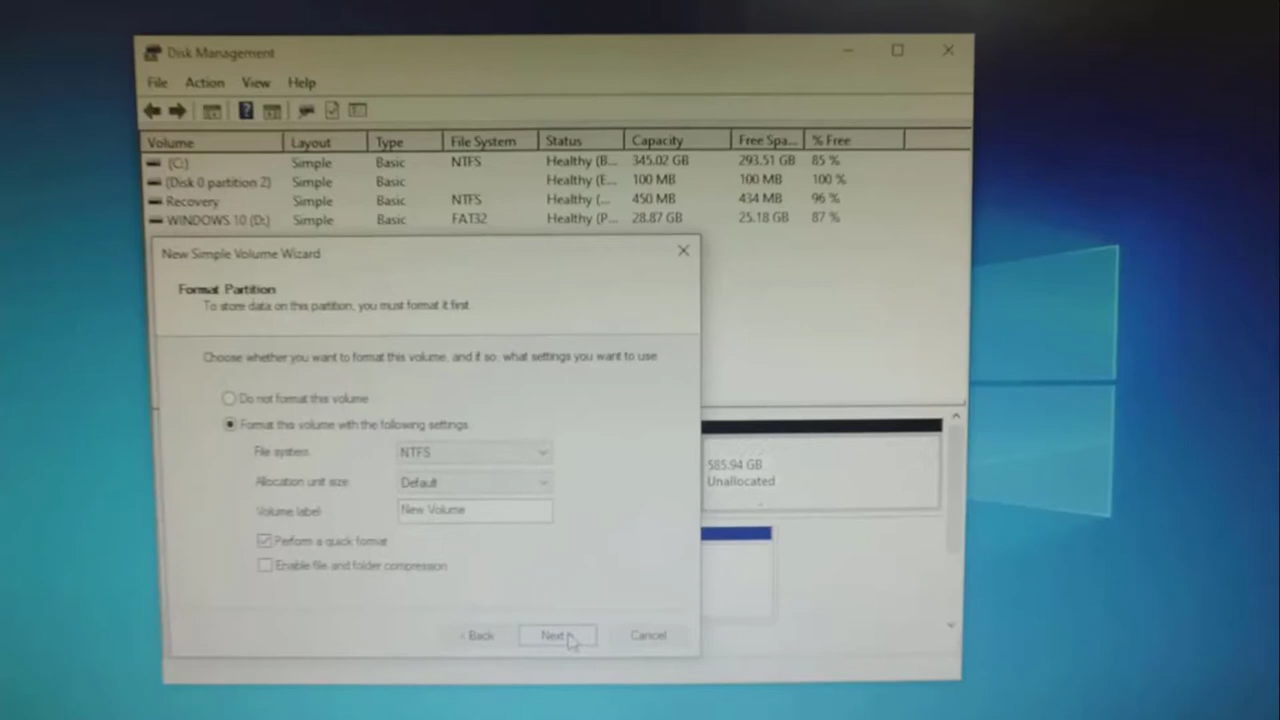 Disk Management
File Action View Help
Volume Layout Type File System Status Capacity Free Spa... % Free
(C:) Simple Basic NTFS Healthy (B... 345.02 GB 293.51 GB 85 %
(Disk 0 partition 2) Simple Basic Healthy (E... 100 MB 100 MB 100 %
Recovery Simple Basic NTFS Healthy (... 450 MB 434 MB 96 %
WINDOWS 10 (D:) Simple Basic FAT32 Healthy (P... 28.87 GB 25.18 GB 87 %
New Simple Volume Wizard
Format Partition
To store data on this partition, you must format it first.
Choose whether you want to format this volume, and if so, what settings you want to use
Do not format this volume
Format this volume with the following settings:
File system: NTFS
Allocation unit size: Default
Volume label: New Volume
Perform a quick format
Enable file and folder compression
< Back Next > Cancel
585.94 GB
Unallocated